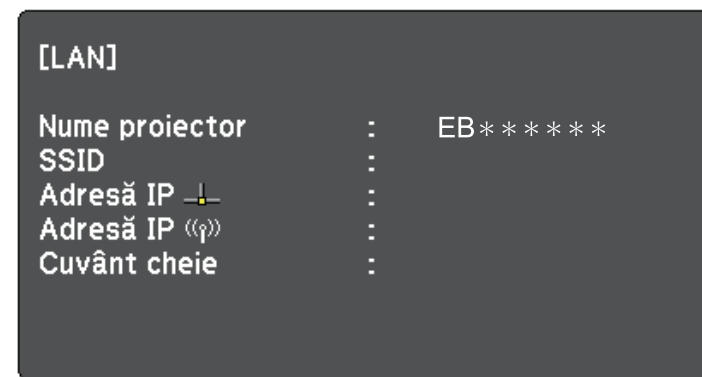 [LAN]
Nume proiector : EB******
SSID :
Adresă IP :
Adresă IP :
Cuvânt cheie :